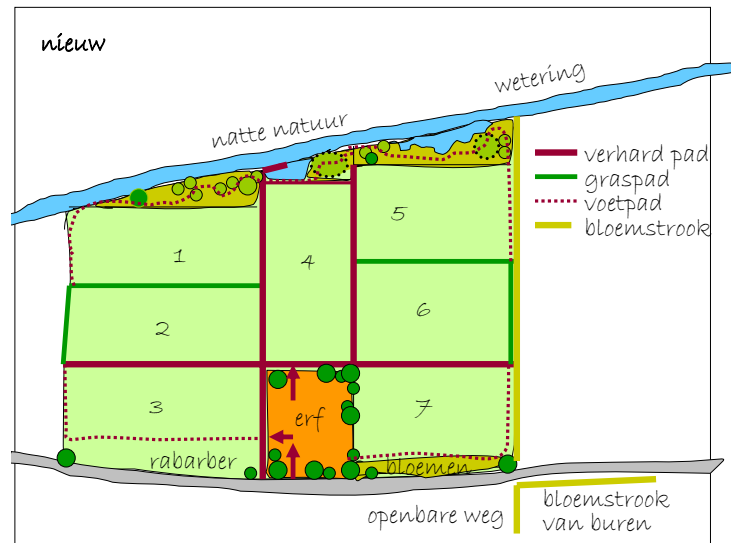 nieuw
wetering
natte natuur
verhard pad
graspad
voetpad
bloemstrook
5
1
4
6
2
3
7
erf
rabarber
bloemen
openbare weg
bloemstrook
van buren